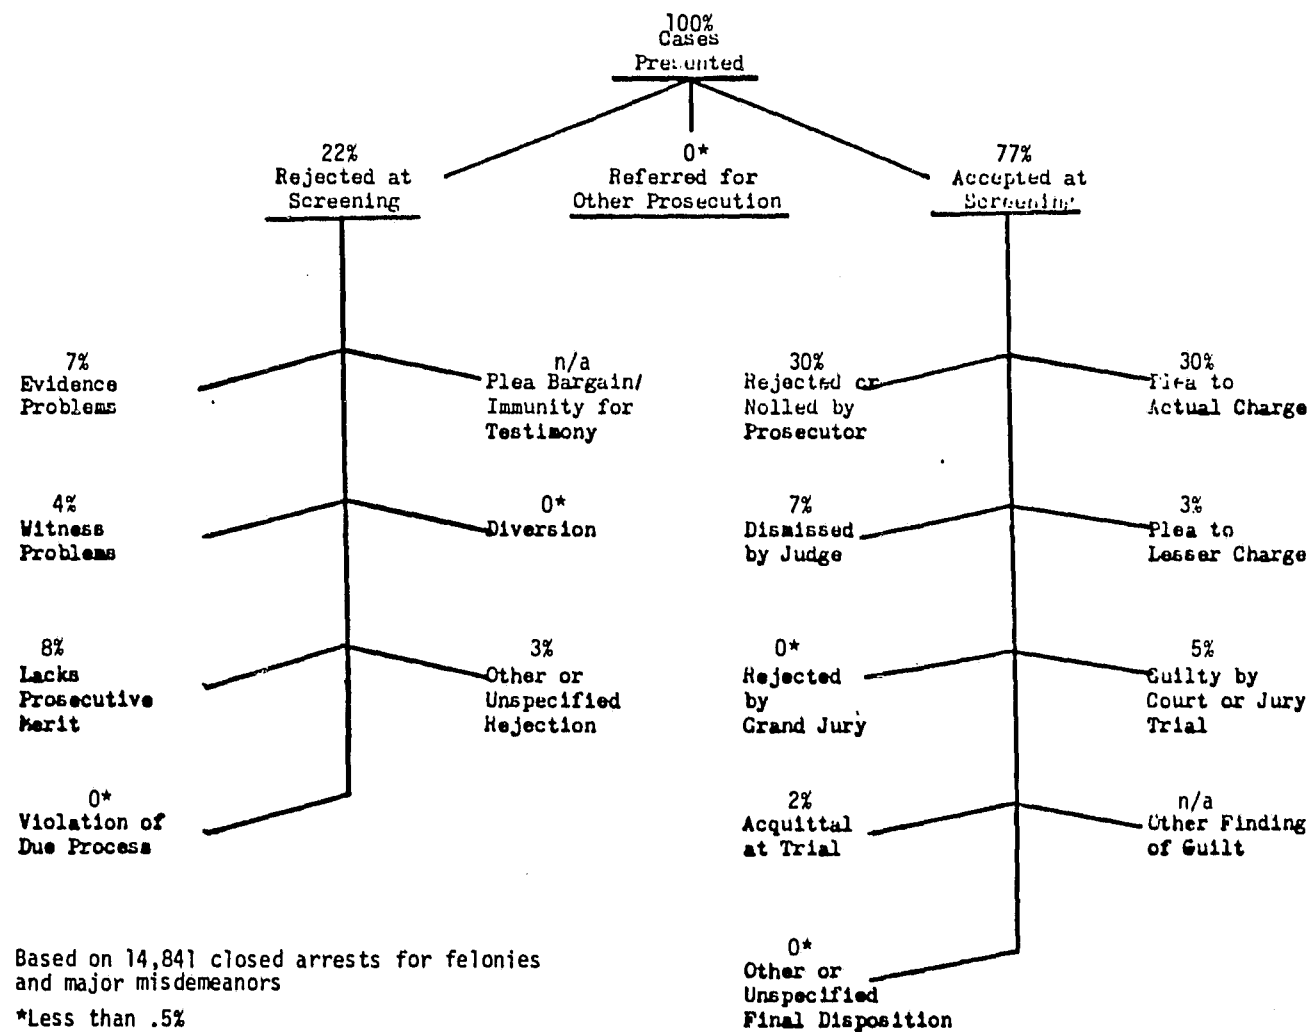 100%
Cases
Presented
22%
Rejected at
Screening
0*
Referred for
Other Prosecution
77%
Accepted at
Screening
7%
Evidence
Problems
n/a
Plea Bargain/
Immunity for
Testimony
4%
Witness
Problems
0*
Diversion
8%
Lacks
Prosecutive
Merit
3%
Other or
Unspecified
Rejection
0*
Violation of
Due Process
30%
Rejected or
Nolled by
Prosecutor
30%
Plea to
Actual Charge
7%
Dismissed
by Judge
3%
Plea to
Lesser Charge
0*
Rejected
by
Grand Jury
5%
Guilty by
Court or Jury
Trial
2%
Acquittal
at Trial
n/a
Other Finding
of Guilt
0*
Other or
Unspecified
Final Disposition
Based on 14,841 closed arrests for felonies
and major misdemeanors
*Less than .5%